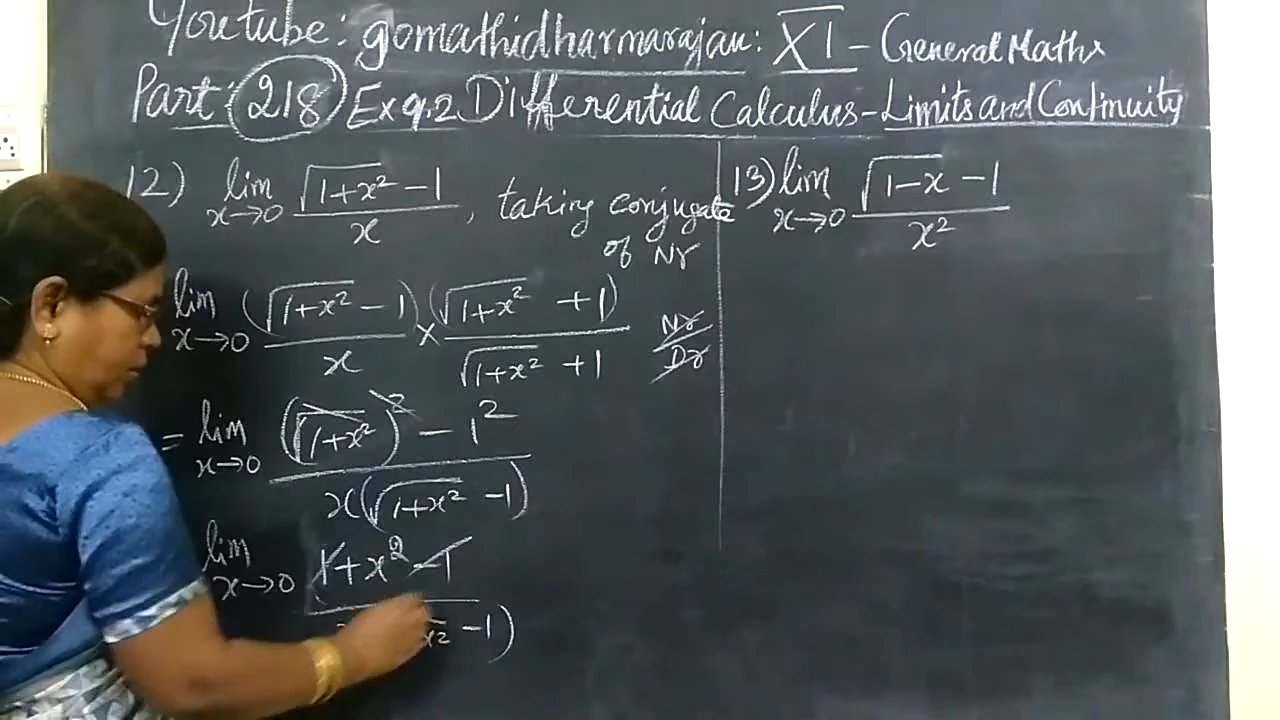 Youtube: gomathidharmarajan: XI - General Maths
Part: 218 Ex 9.2 Differential Calculus - Limits and Continuity
12) lim x→0 (√(1+x²) - 1)/x, taking conjugate of Nr
lim x→0 (√(1+x²) - 1)/x × (√(1+x²) + 1)/(√(1+x²) + 1) Nr/Dr
= lim x→0 ((√(1+x²))² - 1²)/(x(√(1+x²) - 1))
lim x→0 (1 + x² - 1)/( x² - 1)
13) lim x→0 (√(1-x) - 1)/x²